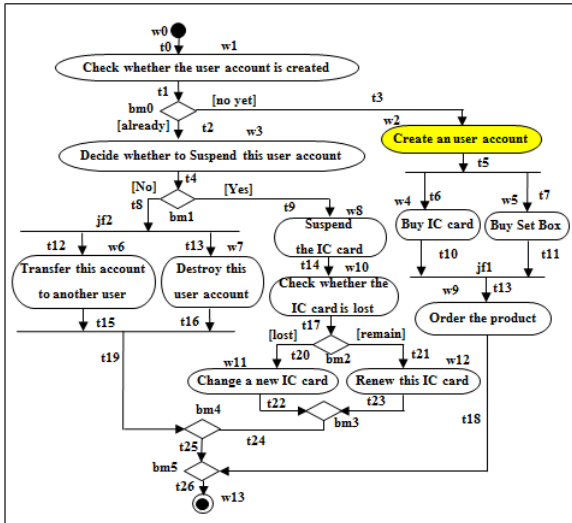 w0
t0 w1
Check whether the user account is created
t1
bm0 [no yet] t3
[already] t2 w3 w2
Create an user account
Decide whether to Suspend this user account
t5
t4
[No] [Yes]
t8 bm1 t9 w8
w4 t6 w5 t7
Suspend
the IC card
Buy IC card Buy Set Box
jf2
t12 w6 t13 w7
t14 w10
t10 jf1 t11
Transfer this account
to another user
Destroy this
user account
Check whether the
IC card is lost
w9 t13
Order the product
t15 t16
t17
[lost] [remain]
t19
t20 bm2 t21
w11 w12
Change a new IC card Renew this IC card
t22 t23
bm4 bm3
t18
t25 t24
bm5
t26 w13